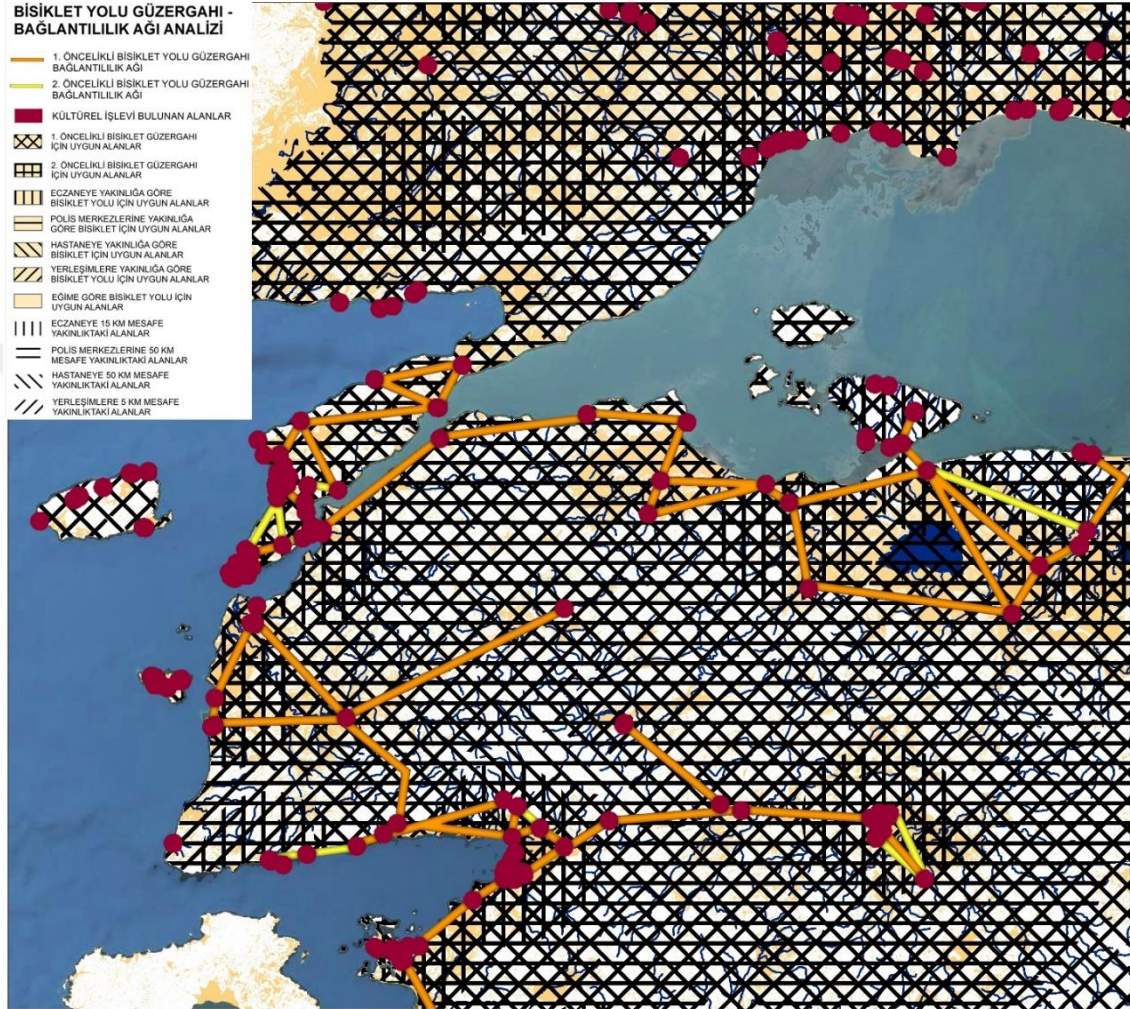 BİSİKLET YOLU GÜZERGAHI -
BAĞLANTILILIK AĞI ANALİZİ
1. ÖNCELİKLİ BİSİKLET YOLU GÜZERGAHI
BAĞLANTILILIK AĞI
2. ÖNCELİKLİ BİSİKLET YOLU GÜZERGAHI
BAĞLANTILILIK AĞI
KÜLTÜREL İŞLEVİ BULUNAN ALANLAR
1. ÖNCELİKLİ BİSİKLET GÜZERGAHI
İÇİN UYGUN ALANLAR
2. ÖNCELİKLİ BİSİKLET GÜZERGAHI
İÇİN UYGUN ALANLAR
ECZANEYE YAKINLIĞA GÖRE
BİSİKLET YOLU İÇİN UYGUN ALANLAR
POLİS MERKEZLERİNE YAKINLIĞA
GÖRE BİSİKLET İÇİN UYGUN ALANLAR
HASTANEYE YAKINLIĞA GÖRE
BİSİKLET İÇİN UYGUN ALANLAR
YERLEŞİMLERE YAKINLIĞA GÖRE
BİSİKLET YOLU İÇİN UYGUN ALANLAR
EĞİME GÖRE BİSİKLET YOLU İÇİN
UYGUN ALANLAR
ECZANEYE 15 KM MESAFE
YAKINLIKTAKİ ALANLAR
POLİS MERKEZLERİNE 50 KM
MESAFE YAKINLIKTAKİ ALANLAR
HASTANEYE 50 KM MESAFE
YAKINLIKTAKİ ALANLAR
YERLEŞİMLERE 5 KM MESAFE
YAKINLIKTAKİ ALANLAR